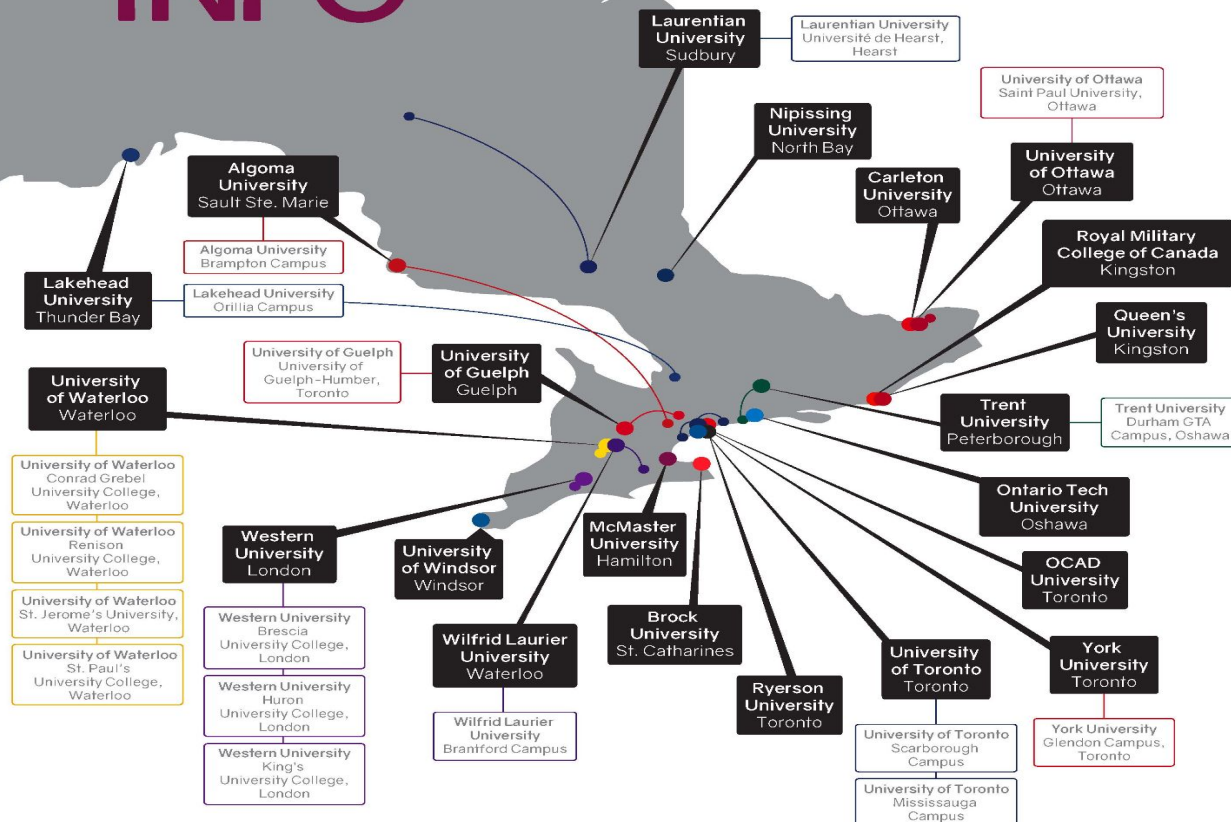 INFO
Laurentian
University
Sudbury
Laurentian University
Université de Hearst,
Hearst
University of Ottawa
Saint Paul University,
Ottawa
Nipissing
University
North Bay
University
of Ottawa
Ottawa
Algoma
University
Sault Ste. Marie
Carleton
University
Ottawa
Algoma University
Brampton Campus
Royal Military
College of Canada
Kingston
Lakehead
University
Thunder Bay
Lakehead University
Orillia Campus
Queen's
University
Kingston
University of Guelph
University of
Guelph-Humber,
Toronto
University
of Guelph
Guelph
University
of Waterloo
Waterloo
Trent
University
Peterborough
Trent University
Durham GTA
Campus, Oshawa
University of Waterloo
Conrad Grebel
University College,
Waterloo
University of Waterloo
Renison
University College,
Waterloo
University of Waterloo
St. Jerome's University,
Waterloo
University of Waterloo
St. Paul's
University College,
Waterloo
Western
University
London
Western University
Brescia
University College,
London
Western University
Huron
University College,
London
Western University
King's
University College,
London
University
of Windsor
Windsor
Wilfrid Laurier
University
Waterloo
Wilfrid Laurier
University
Brantford Campus
McMaster
University
Hamilton
Brock
University
St. Catharines
Ontario Tech
University
Oshawa
OCAD
University
Toronto
Ryerson
University
Toronto
University
of Toronto
Toronto
University of Toronto
Scarborough
Campus
University of Toronto
Mississauga
Campus
York
University
Toronto
York University
Glendon Campus,
Toronto